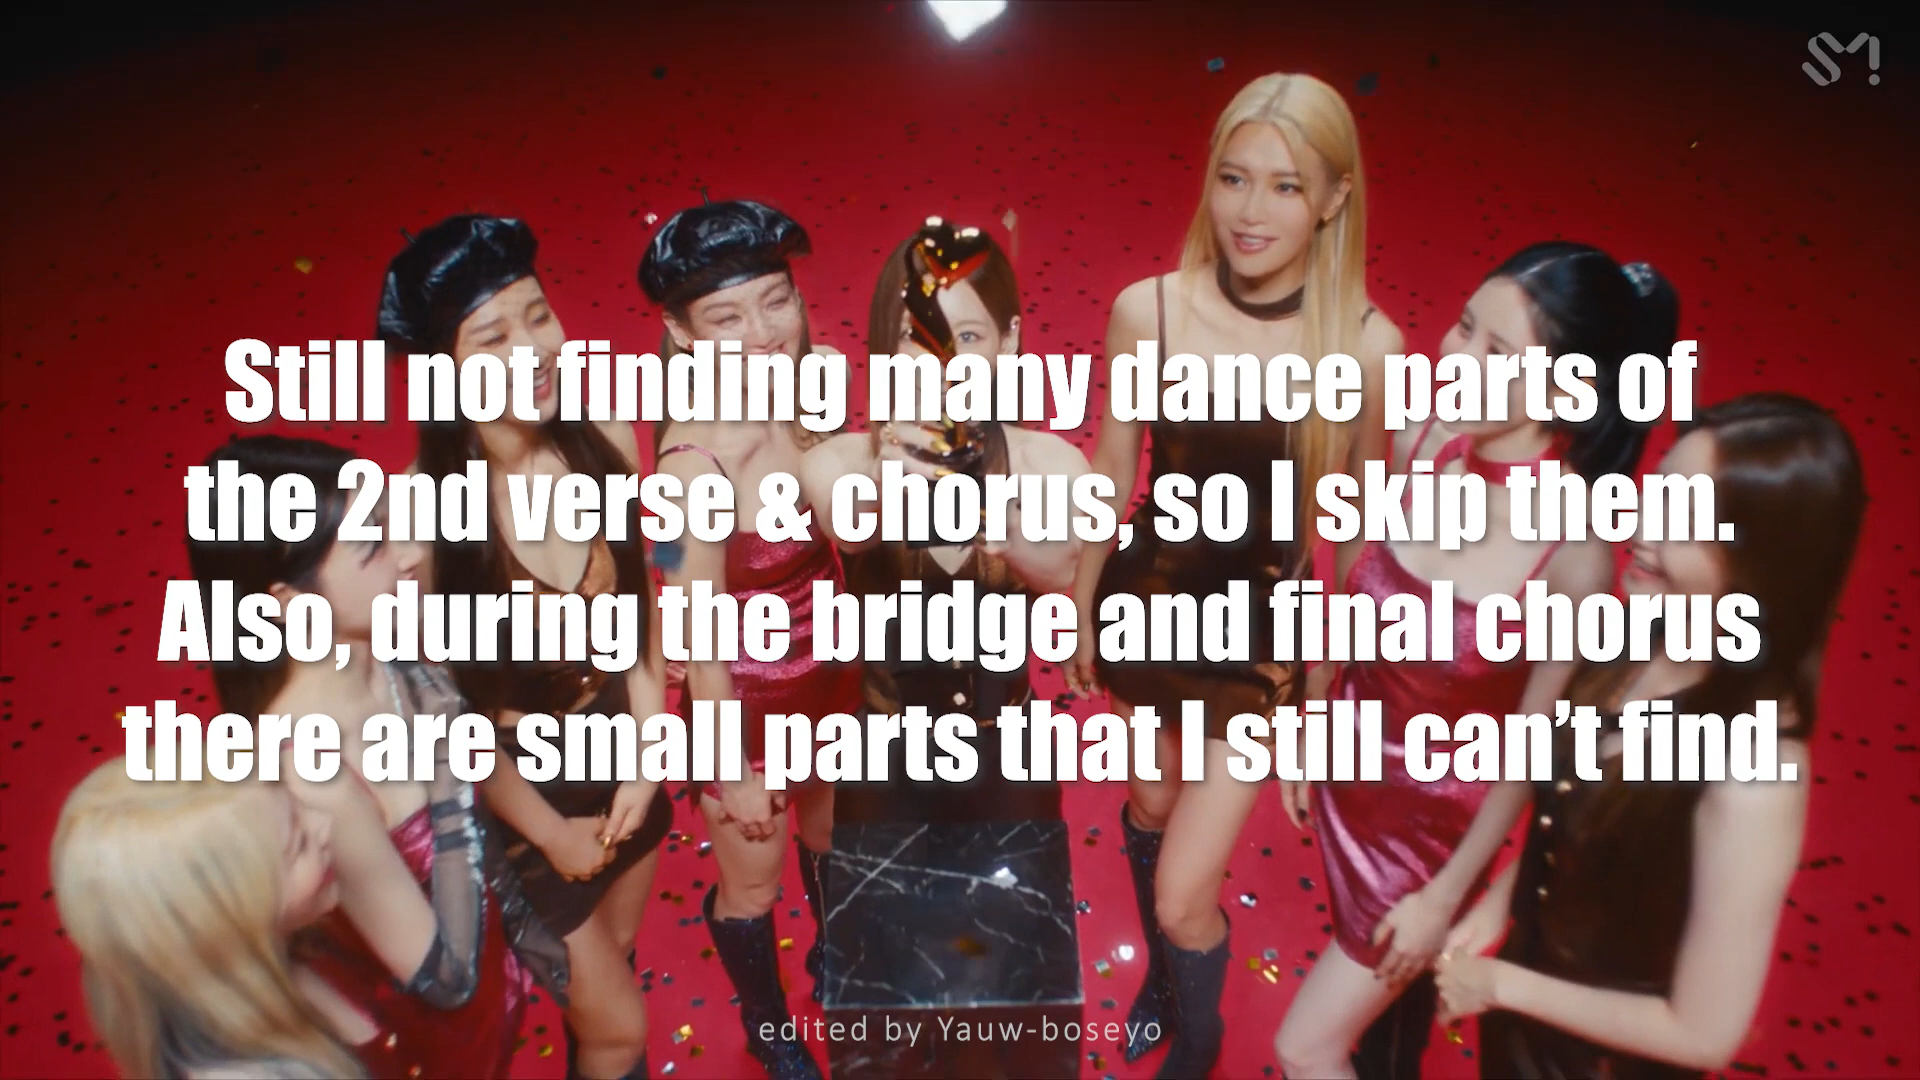 SM!
Still not finding many dance parts of
the 2nd verse & chorus, so I skip them.
Also, during the bridge and final chorus
there are small parts that I still can’t find.
edited by Yauw-boseyo